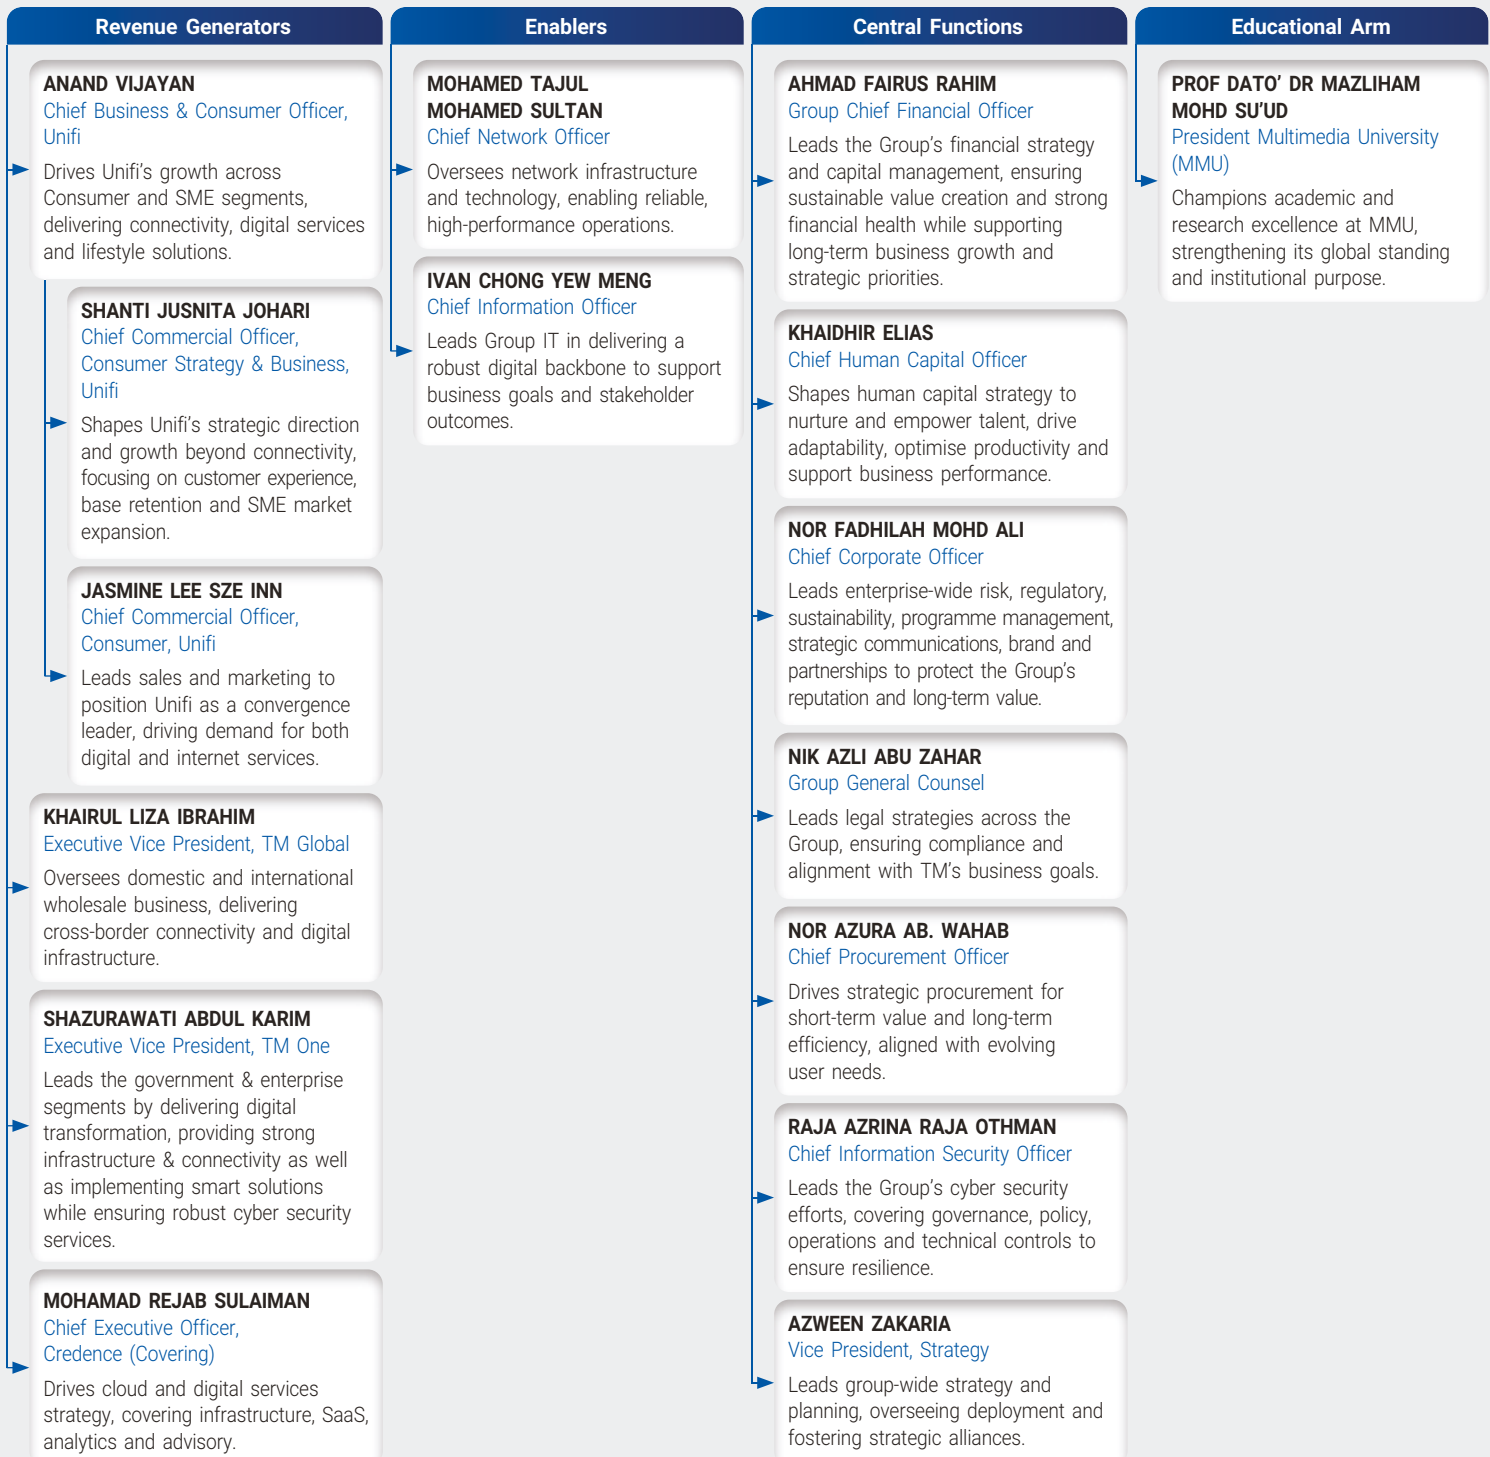 Revenue Generators
ANAND VIJAYAN
Chief Business & Consumer Officer,
Unifi
Drives Unifi's growth across
Consumer and SME segments,
delivering connectivity, digital services
and lifestyle solutions.
SHANTI JUSNITA JOHARI
Chief Commercial Officer,
Consumer Strategy & Business,
Unifi
Shapes Unifi's strategic direction
and growth beyond connectivity,
focusing on customer experience,
base retention and SME market
expansion.
JASMINE LEE SZE INN
Chief Commercial Officer,
Consumer, Unifi
Leads sales and marketing to
position Unifi as a convergence
leader, driving demand for both
digital and internet services.
KHAIRUL LIZA IBRAHIM
Executive Vice President, TM Global
Oversees domestic and international
wholesale business, delivering
cross-border connectivity and digital
infrastructure.
SHAZURAWATI ABDUL KARIM
Executive Vice President, TM One
Leads the government & enterprise
segments by delivering digital
transformation, providing strong
infrastructure & connectivity as well
as implementing smart solutions
while ensuring robust cyber security
services.
MOHAMAD REJAB SULAIMAN
Chief Executive Officer,
Credence (Covering)
Drives cloud and digital services
strategy, covering infrastructure, SaaS,
analytics and advisory.
Enablers
MOHAMED TAJUL
MOHAMED SULTAN
Chief Network Officer
Oversees network infrastructure
and technology, enabling reliable,
high-performance operations.
IVAN CHONG YEW MENG
Chief Information Officer
Leads Group IT in delivering a
robust digital backbone to support
business goals and stakeholder
outcomes.
Central Functions
AHMAD FAIRUS RAHIM
Group Chief Financial Officer
Leads the Group's financial strategy
and capital management, ensuring
sustainable value creation and strong
financial health while supporting
long-term business growth and
strategic priorities.
KHAIDHIR ELIAS
Chief Human Capital Officer
Shapes human capital strategy to
nurture and empower talent, drive
adaptability, optimise productivity and
support business performance.
NOR FADHILAH MOHD ALI
Chief Corporate Officer
Leads enterprise-wide risk, regulatory,
sustainability, programme management,
strategic communications, brand and
partnerships to protect the Group's
reputation and long-term value.
NIK AZLI ABU ZAHAR
Group General Counsel
Leads legal strategies across the
Group, ensuring compliance and
alignment with TM's business goals.
NOR AZURA AB. WAHAB
Chief Procurement Officer
Drives strategic procurement for
short-term value and long-term
efficiency, aligned with evolving
user needs.
RAJA AZRINA RAJA OTHMAN
Chief Information Security Officer
Leads the Group's cyber security
efforts, covering governance, policy,
operations and technical controls to
ensure resilience.
AZWEEN ZAKARIA
Vice President, Strategy
Leads group-wide strategy and
planning, overseeing deployment and
fostering strategic alliances.
Educational Arm
PROF DATO' DR MAZLIHAM
MOHD SU'UD
President Multimedia University
(MMU)
Champions academic and
research excellence at MMU,
strengthening its global standing
and institutional purpose.